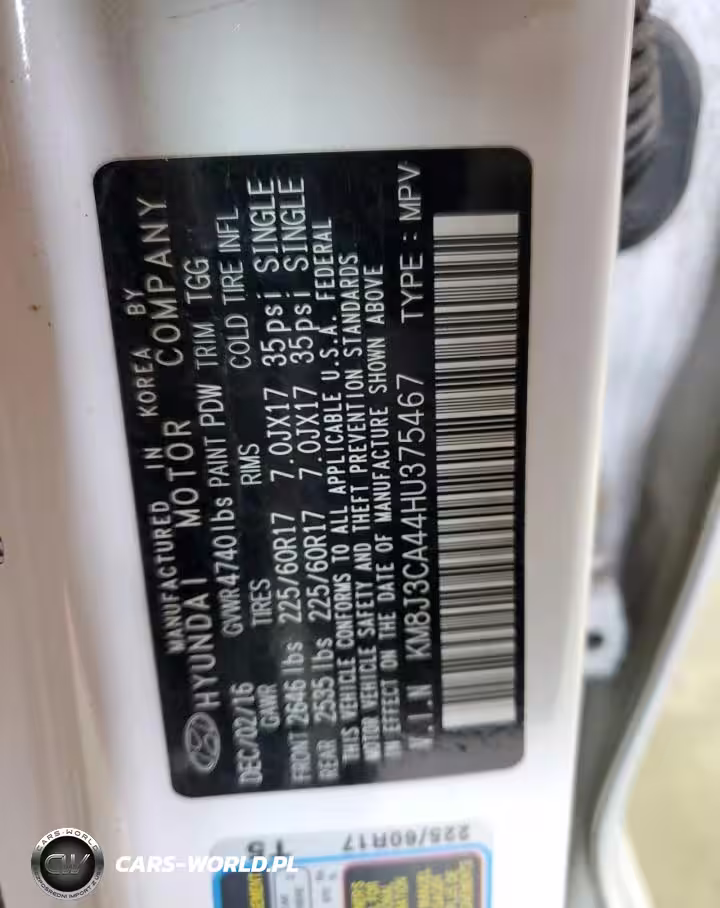 MANUFACTURED IN KOREA BY
HYUNDAI MOTOR COMPANY
DEC/02/16 GVWR4740lbs PAINT PDW TRIM TGG
GAWR TIRES RIMS COLD TIRE INFL
FRONT 2646 lbs 225/60R17 7.0JX17 35psi SINGLE
REAR 2535 lbs 225/60R17 7.0JX17 35psi SINGLE
THIS VEHICLE CONFORMS TO ALL APPLICABLE U.S.A. FEDERAL
MOTOR VEHICLE SAFETY AND THEFT PREVENTION STANDARDS
IN EFFECT ON THE DATE OF MANUFACTURE SHOWN ABOVE
V.I.N KM8J3CA44HU375467 TYPE : MPV
225/60R17
CARS-WORLD
CW
CARS-WORLD.PL